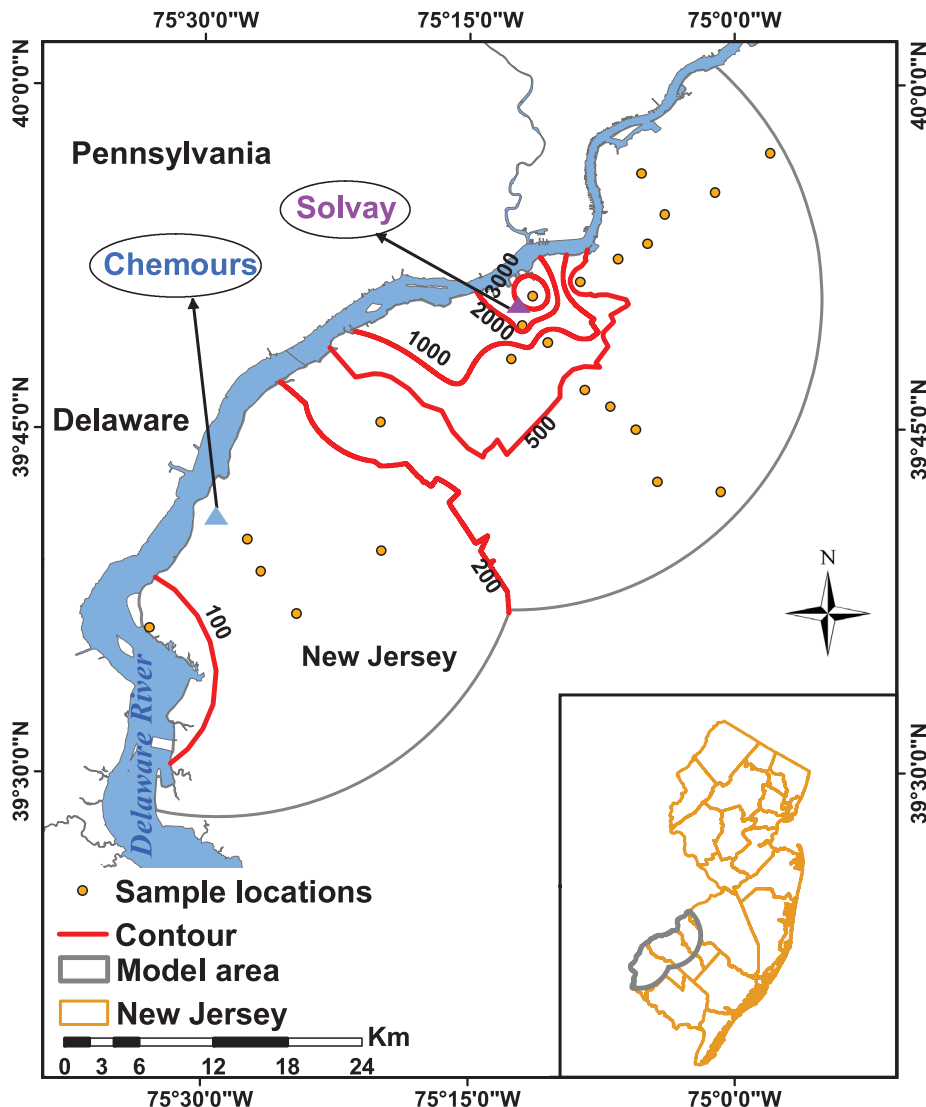 75°30'0"W
75°15'0"W
75°0'0"W
40°0'0"N
40°0'0"N
Pennsylvania
Solvay
Chemours
3000
2000
1000
500
Delaware
39°45'0"N
39°45'0"N
200
100
N
New Jersey
Delaware River
39°30'0"N
39°30'0"N
Sample locations
Contour
Model area
New Jersey
Km
0 3 6 12 18 24
75°30'0"W
75°15'0"W
75°0'0"W